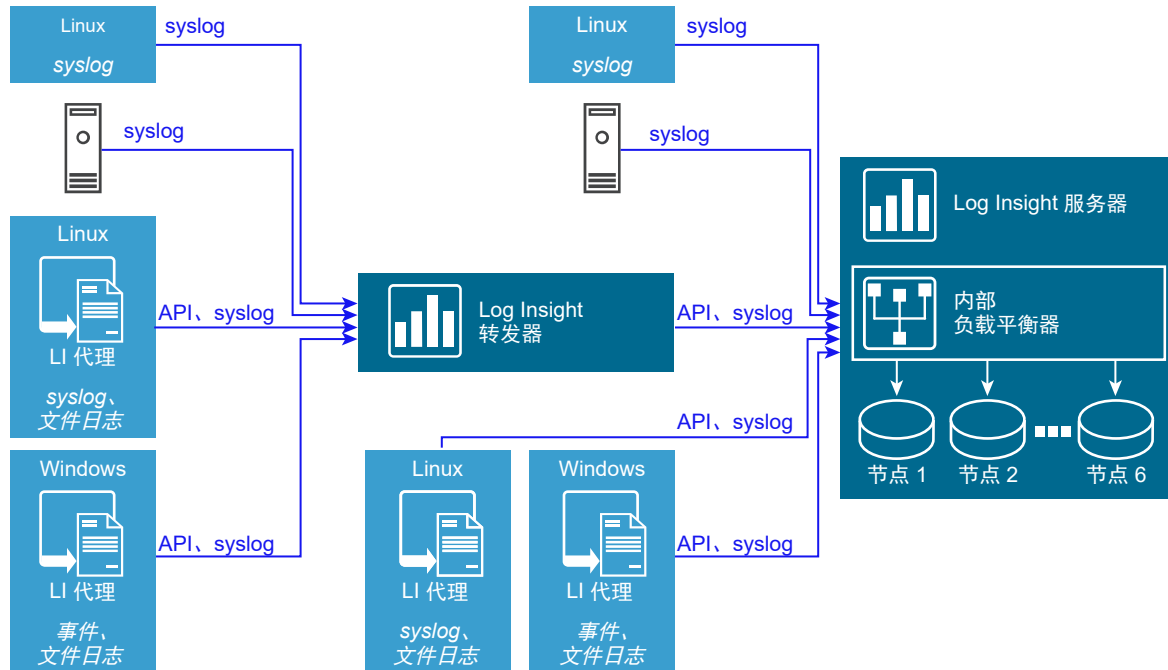 Linux
syslog
syslog
syslog
Linux
LI 代理
syslog、
文件日志
API、syslog
Windows
LI 代理
事件、
文件日志
API、syslog
Log Insight
转发器
API、syslog
Linux
syslog
syslog
syslog
Linux
LI 代理
syslog、
文件日志
API、syslog
Windows
LI 代理
事件、
文件日志
API、syslog
Log Insight 服务器
内部
负载平衡器
节点 1
节点 2
节点 6